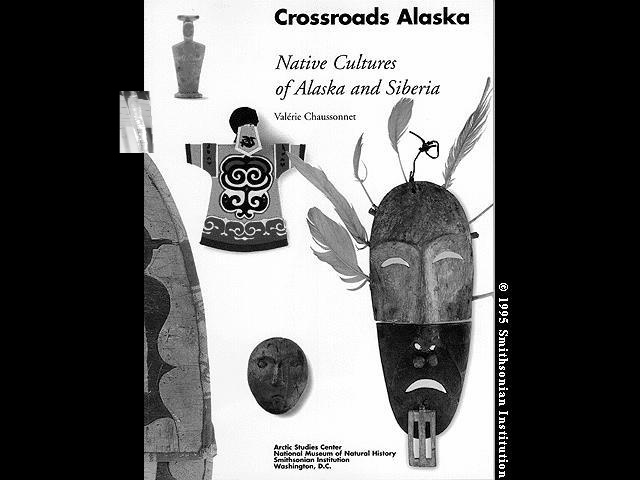 Crossroads Alaska
Native Cultures
of Alaska and Siberia
Valérie Chaussonnet
Arctic Studies Center
National Museum of Natural History
Smithsonian Institution
Washington, D.C.
© 1995 Smithsonian Institution